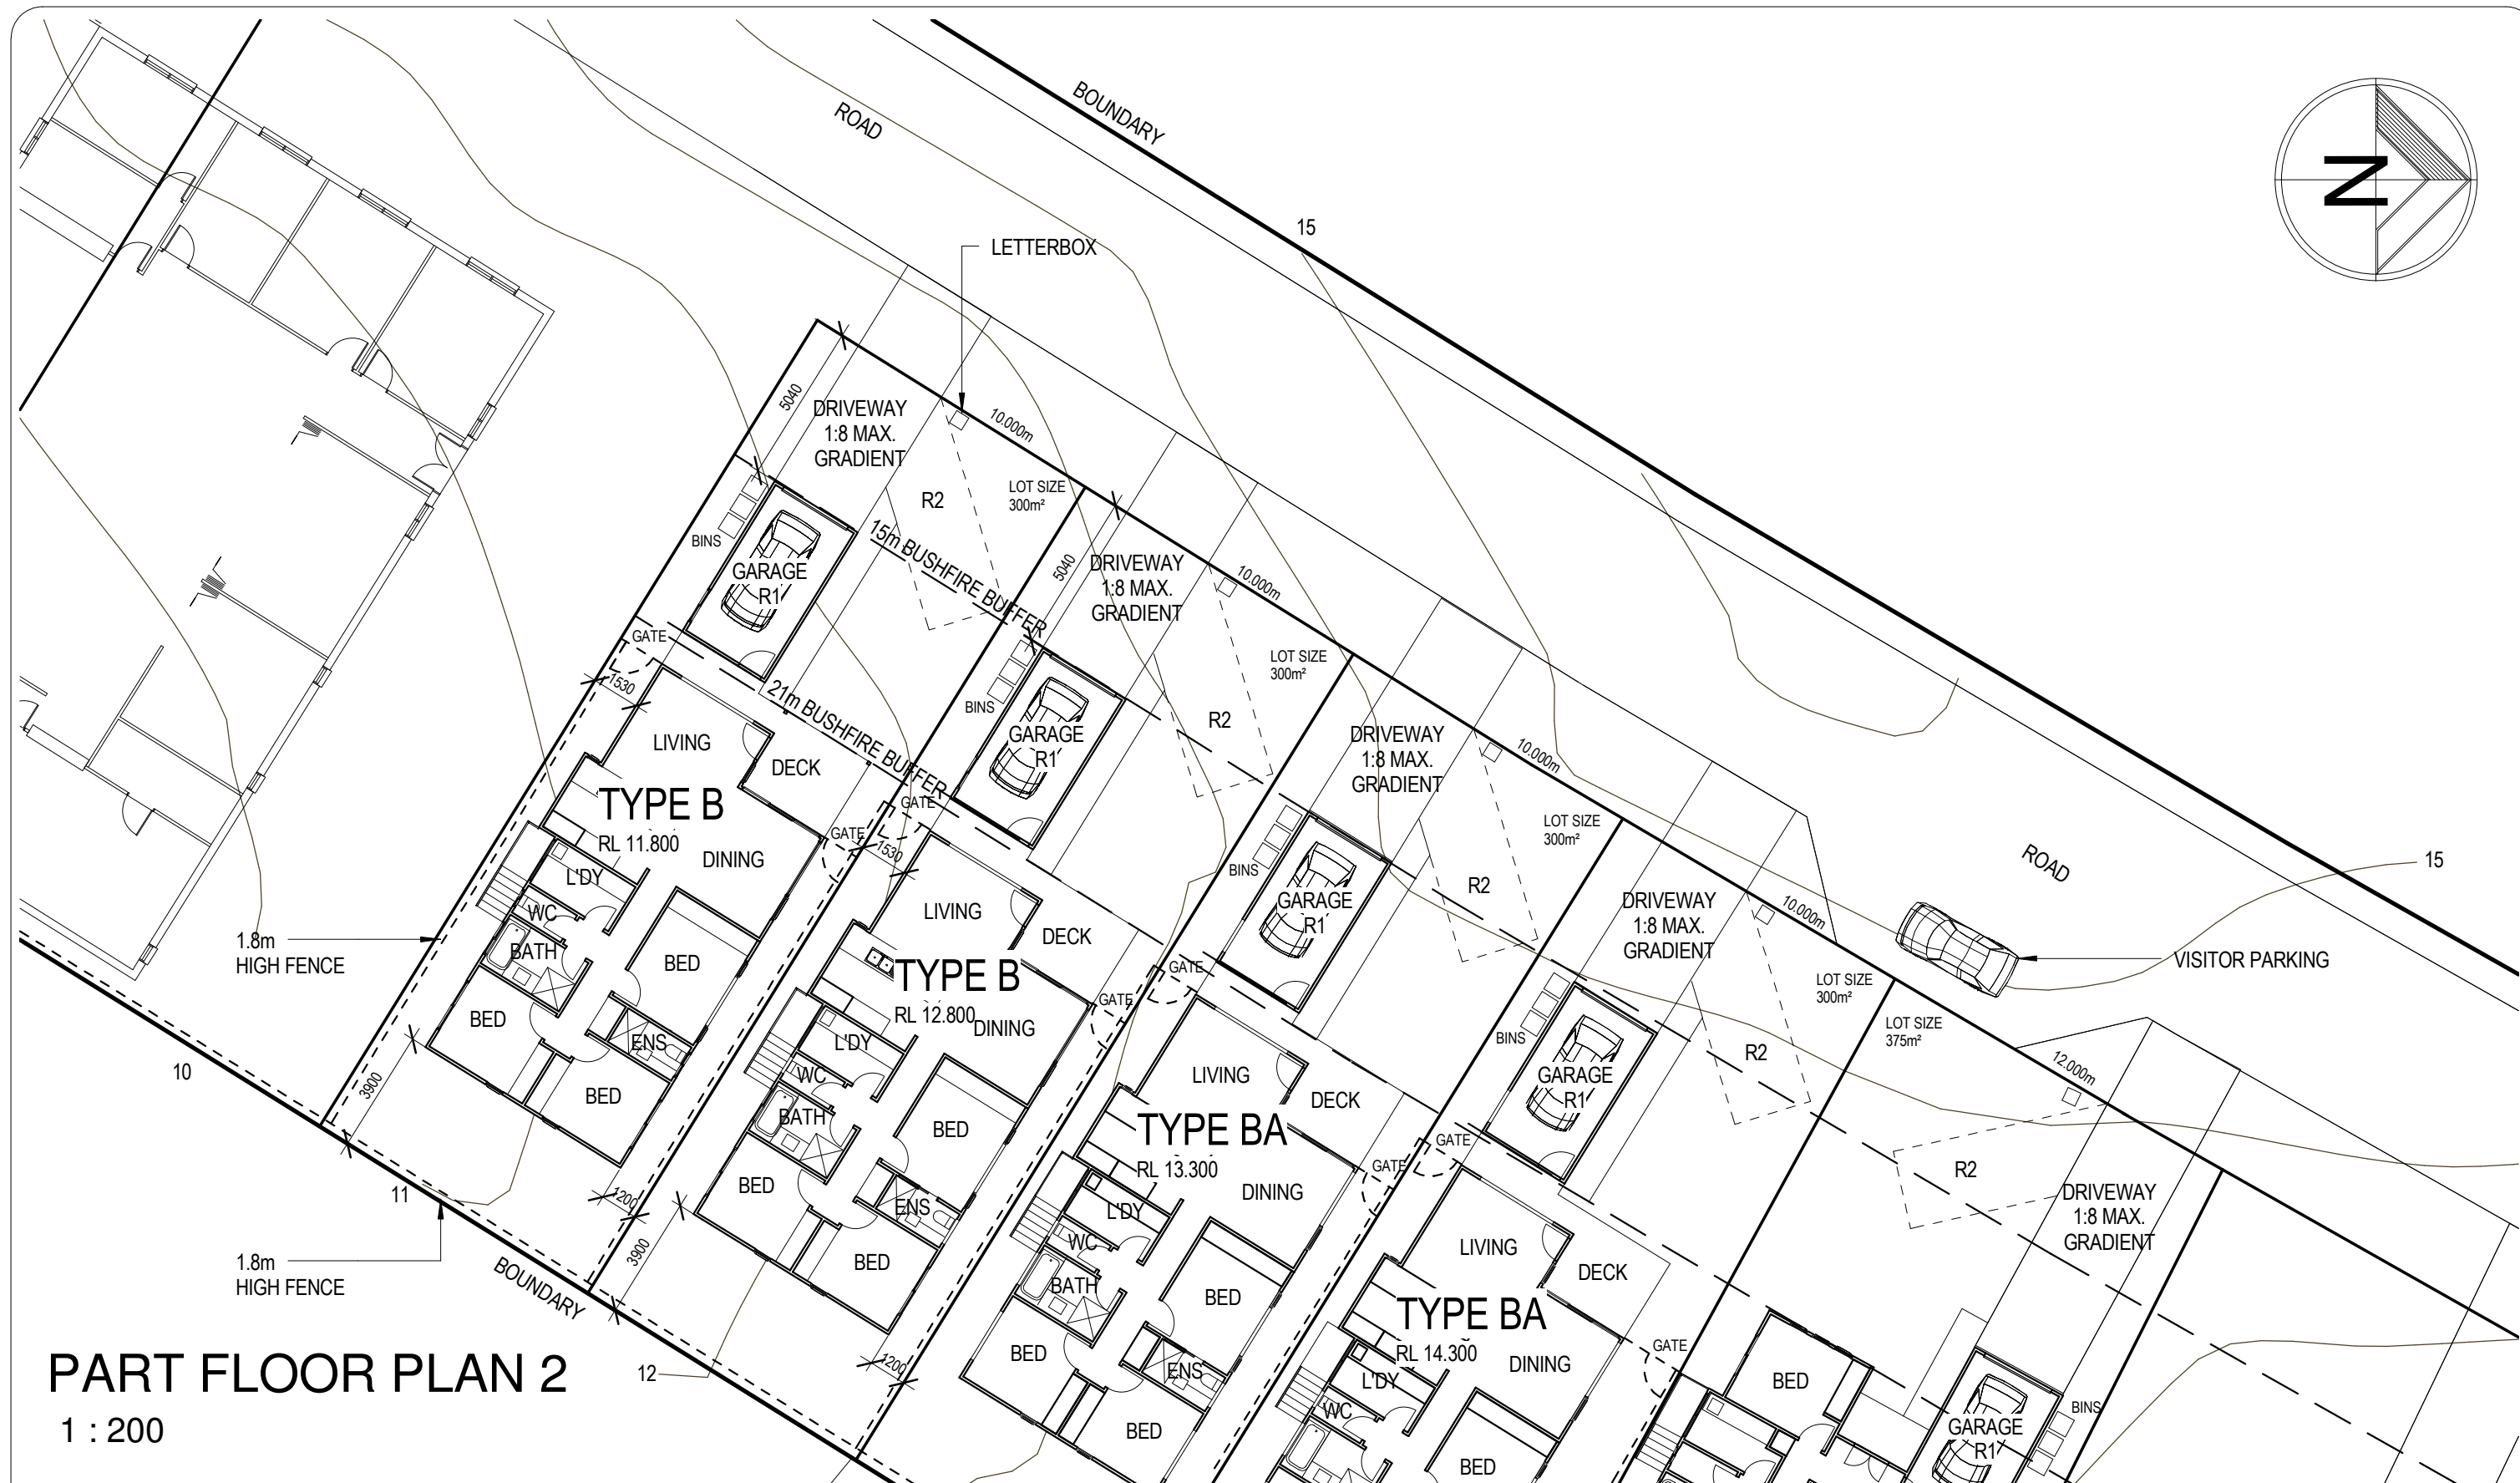 BOUNDARY
ROAD
N
15
LETTERBOX
5040
DRIVEWAY
1:8 MAX.
GRADIENT
10.000m
R2
LOT SIZE
300m²
BINS
GARAGE
R1
15m BUSHFIRE BUFFER
5040
DRIVEWAY
1:8 MAX.
GRADIENT
10.000m
LOT SIZE
300m²
R2
GATE
1530
21m BUSHFIRE BUFFER
BINS
GARAGE
R1
DRIVEWAY
1:8 MAX.
GRADIENT
10.000m
LOT SIZE
300m²
R2
LIVING
DECK
TYPE B
RL 11.800
DINING
GATE
GATE
1530
L'DY
WC
BATH
BED
BED
ENS
BED
3900
1200
1.8m
HIGH FENCE
BINS
GARAGE
R1
DRIVEWAY
1:8 MAX.
GRADIENT
10.000m
LOT SIZE
300m²
R2
ROAD
15
VISITOR PARKING
LIVING
DECK
TYPE B
RL 12.800
DINING
GATE
GATE
L'DY
WC
BATH
BED
BED
ENS
BED
3900
1200
BINS
GARAGE
R1
LOT SIZE
375m²
12.000m
R2
DRIVEWAY
1:8 MAX.
GRADIENT
LIVING
DECK
TYPE BA
RL 13.300
DINING
GATE
GATE
L'DY
WC
BATH
BED
BED
ENS
BED
LIVING
DECK
TYPE BA
RL 14.300
DINING
GATE
L'DY
WC
BED
BED
GARAGE
R1
BINS
10
11
1.8m
HIGH FENCE
BOUNDARY
12
PART FLOOR PLAN 2
1 : 200